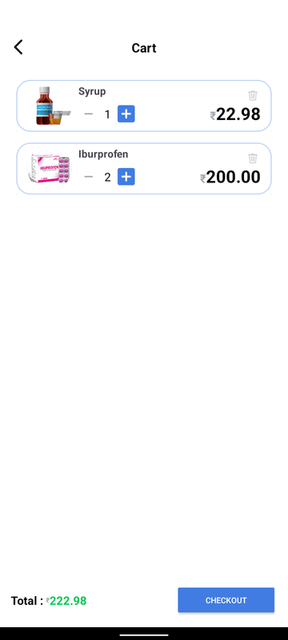 Cart
Syrup
1
₹22.98
Iburprofen
2
₹200.00
Total : ₹222.98
CHECKOUT